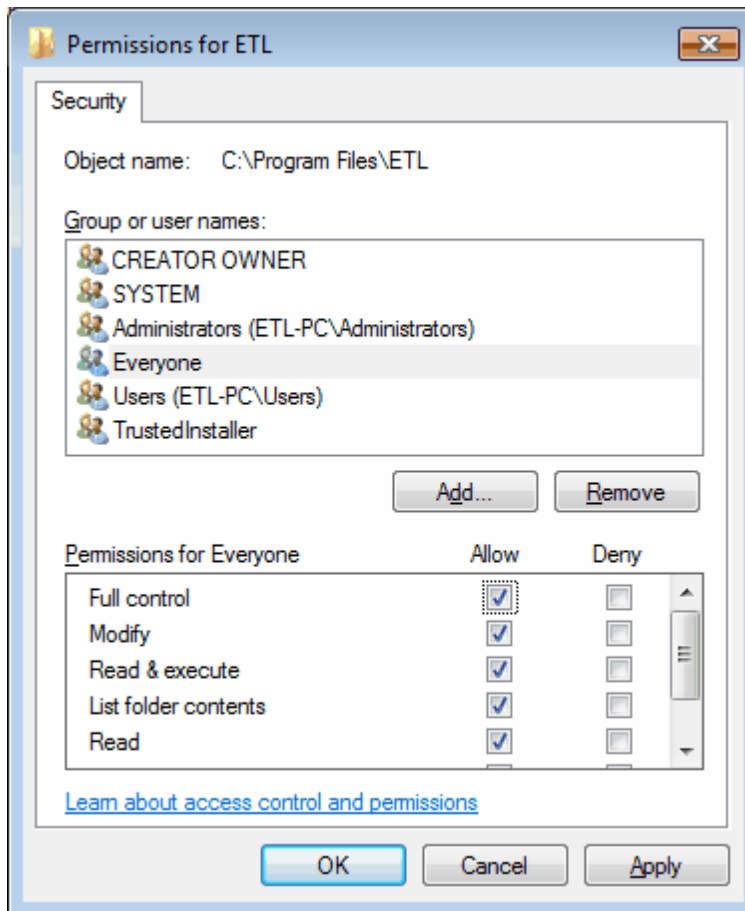 Permissions for ETL
Security
Object name: C:\Program Files\ETL
Group or user names:
CREATOR OWNER
SYSTEM
Administrators (ETL-PC\Administrators)
Everyone
Users (ETL-PC\Users)
TrustedInstaller
Add... Remove
Permissions for Everyone Allow Deny
Full control
Modify
Read & execute
List folder contents
Read
Learn about access control and permissions
OK Cancel Apply